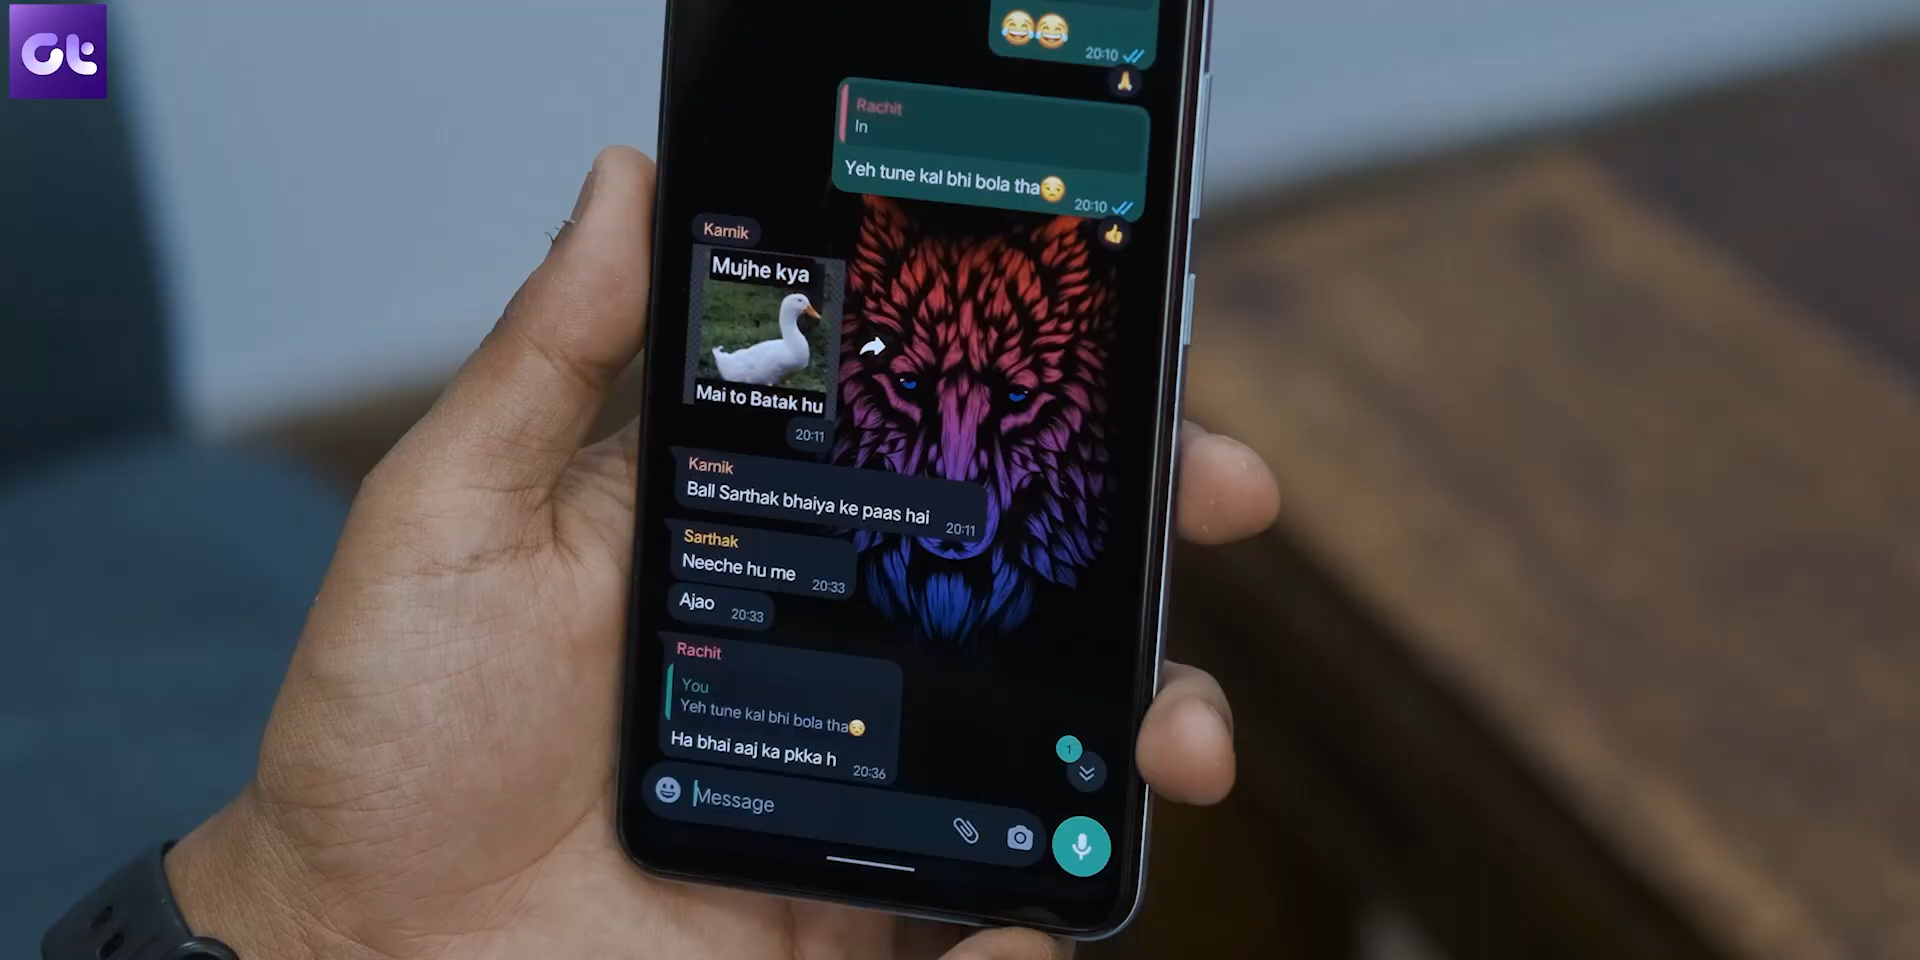 Gt
20:10
Rachit
In
Yeh tune kal bhi bola tha😒
20:10
Karnik
Mujhe kya
Mai to Batak hu
20:11
Karnik
Ball Sarthak bhaiya ke paas hai
20:11
Sarthak
Neeche hu me
20:33
Ajao
20:33
Rachit
You
Yeh tune kal bhi bola tha😒
Ha bhai aaj ka pkka h
20:36
1
Message